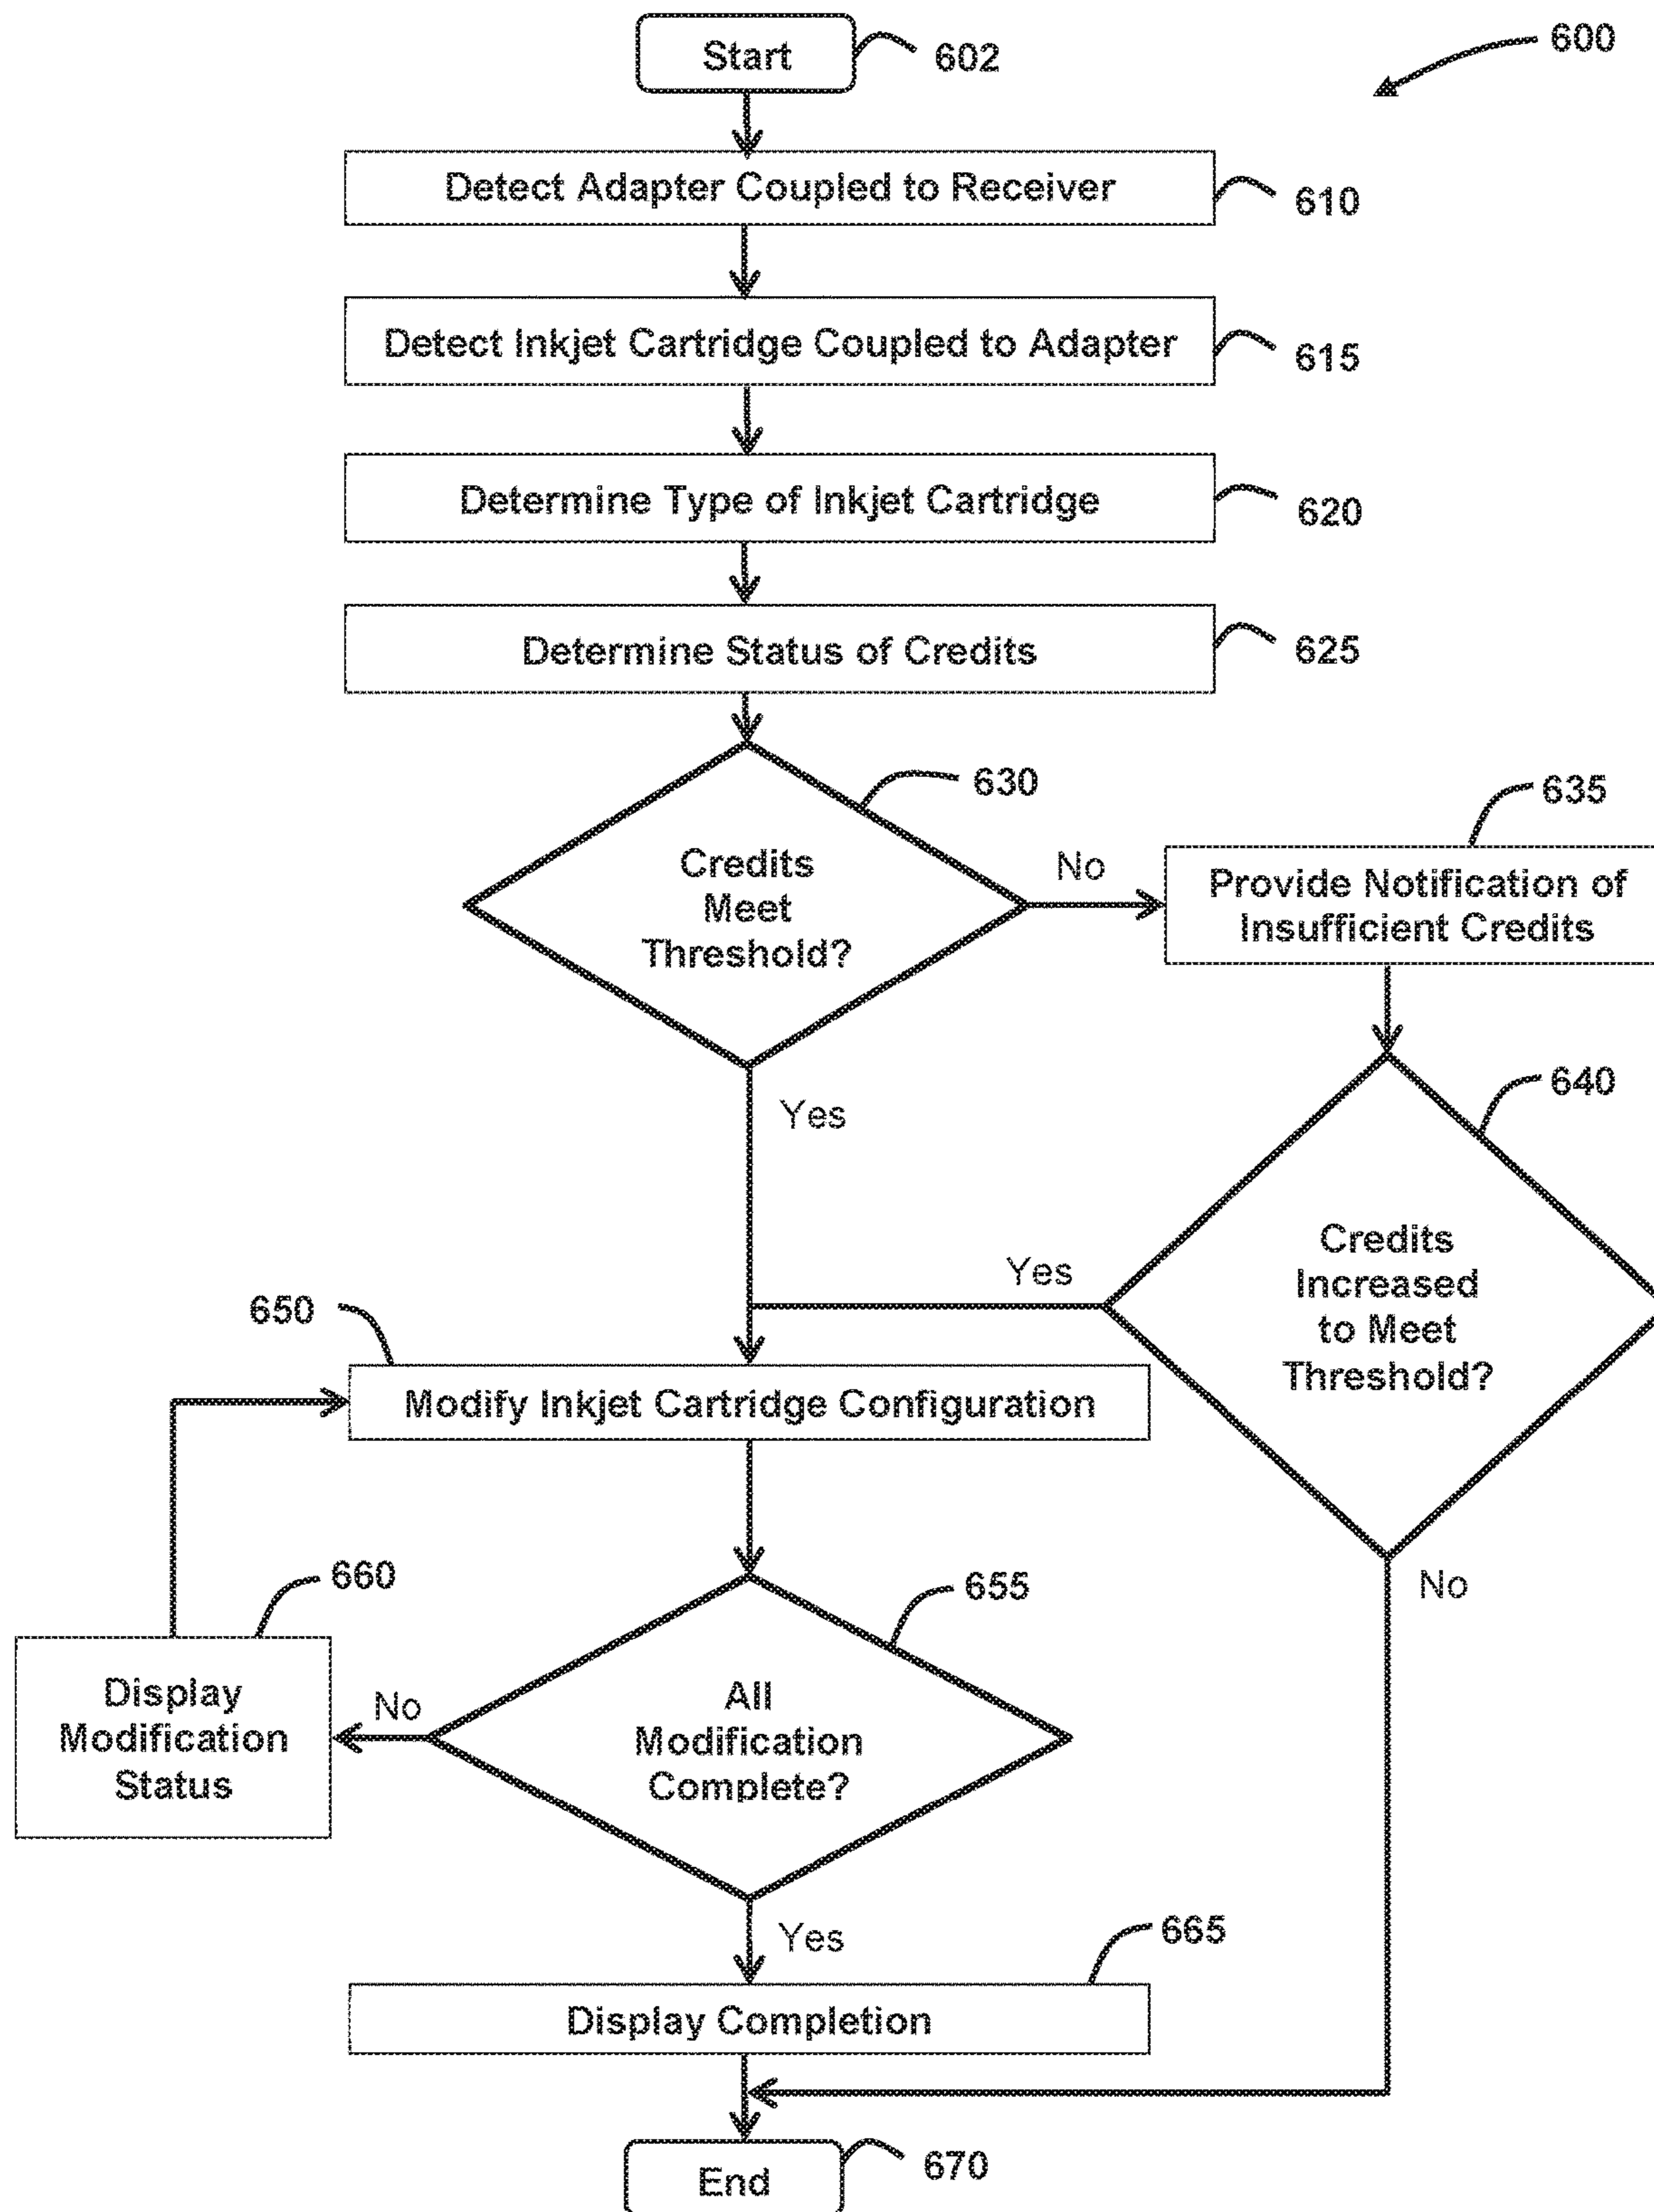 Start
602
600
Detect Adapter Coupled to Receiver
610
Detect Inkjet Cartridge Coupled to Adapter
615
Determine Type of Inkjet Cartridge
620
Determine Status of Credits
625
630
Credits
Meet
Threshold?
No
635
Provide Notification of
Insufficient Credits
Yes
640
Credits
Increased
to Meet
Threshold?
Yes
No
650
Modify Inkjet Cartridge Configuration
655
All
Modification
Complete?
No
660
Display
Modification
Status
Yes
665
Display Completion
End
670